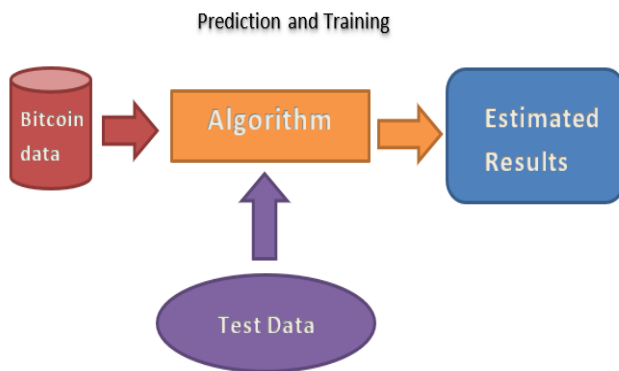 Prediction and Training
Bitcoin
data
Algorithm
Estimated
Results
Test Data